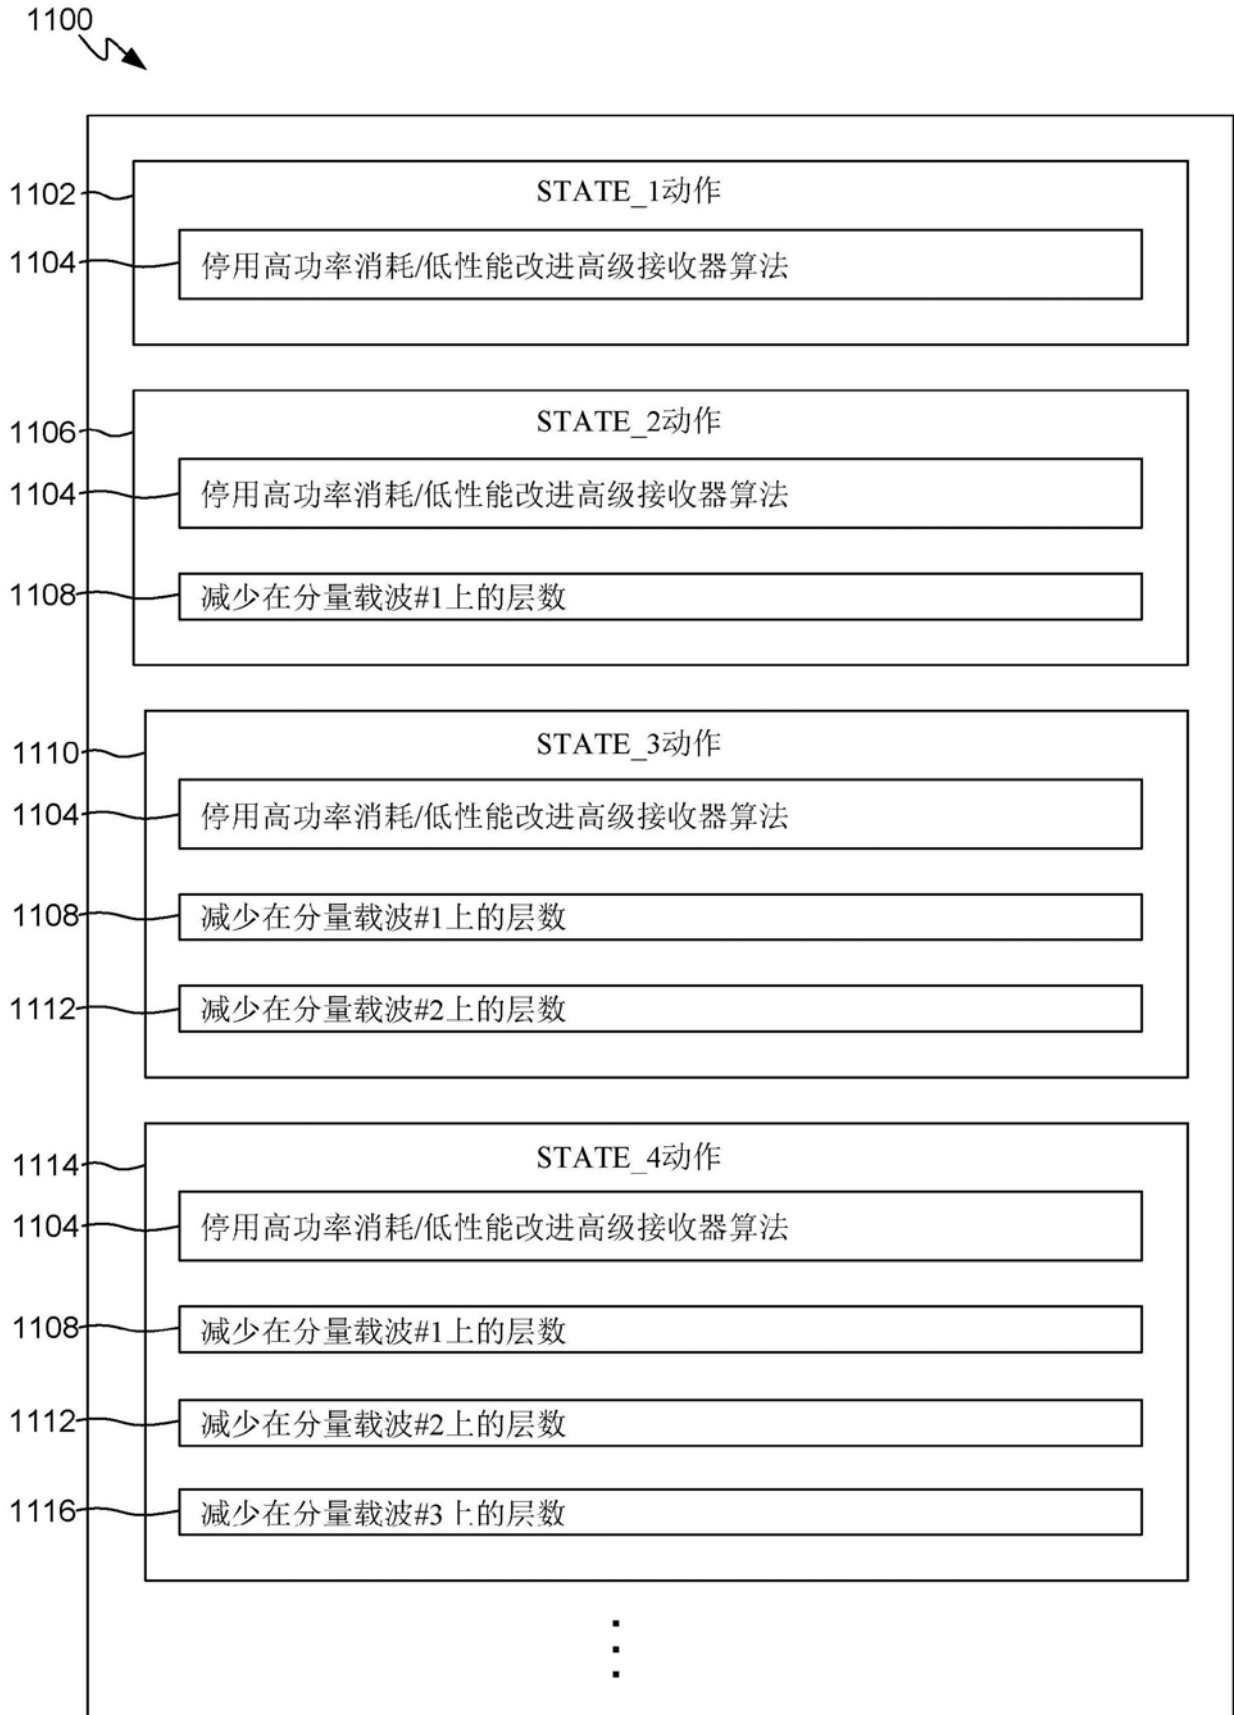 1100
1102
STATE_1动作
1104
停用高功率消耗/低性能改进高级接收器算法
1106
STATE_2动作
1104
停用高功率消耗/低性能改进高级接收器算法
1108
减少在分量载波#1上的层数
1110
STATE_3动作
1104
停用高功率消耗/低性能改进高级接收器算法
1108
减少在分量载波#1上的层数
1112
减少在分量载波#2上的层数
1114
STATE_4动作
1104
停用高功率消耗/低性能改进高级接收器算法
1108
减少在分量载波#1上的层数
1112
减少在分量载波#2上的层数
1116
减少在分量载波#3上的层数